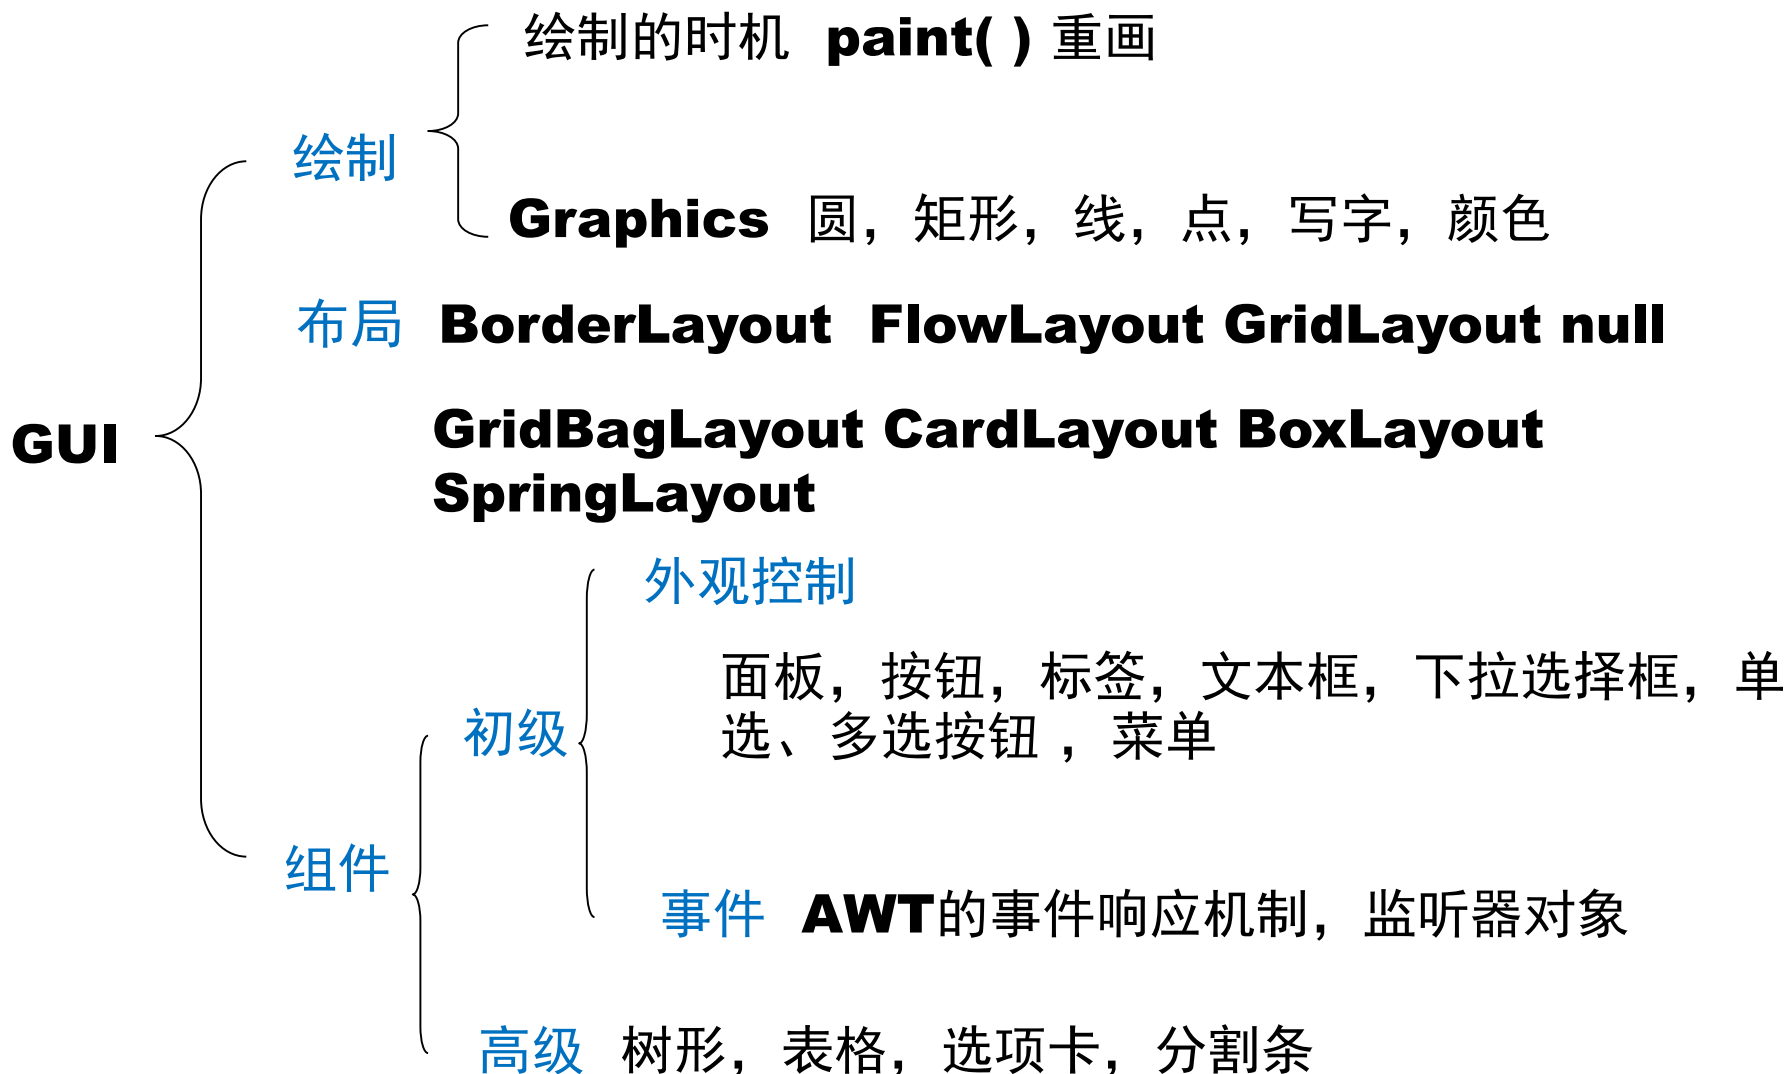 绘制的时机 paint( ) 重画
绘制
Graphics 圆，矩形，线，点，写字，颜色
布局 BorderLayout FlowLayout GridLayout null
GUI
GridBagLayout CardLayout BoxLayout
SpringLayout
外观控制
面板，按钮，标签，文本框，下拉选择框，单
选、多选按钮 ，菜单
初级
组件
事件 AWT的事件响应机制，监听器对象
高级 树形，表格，选项卡，分割条